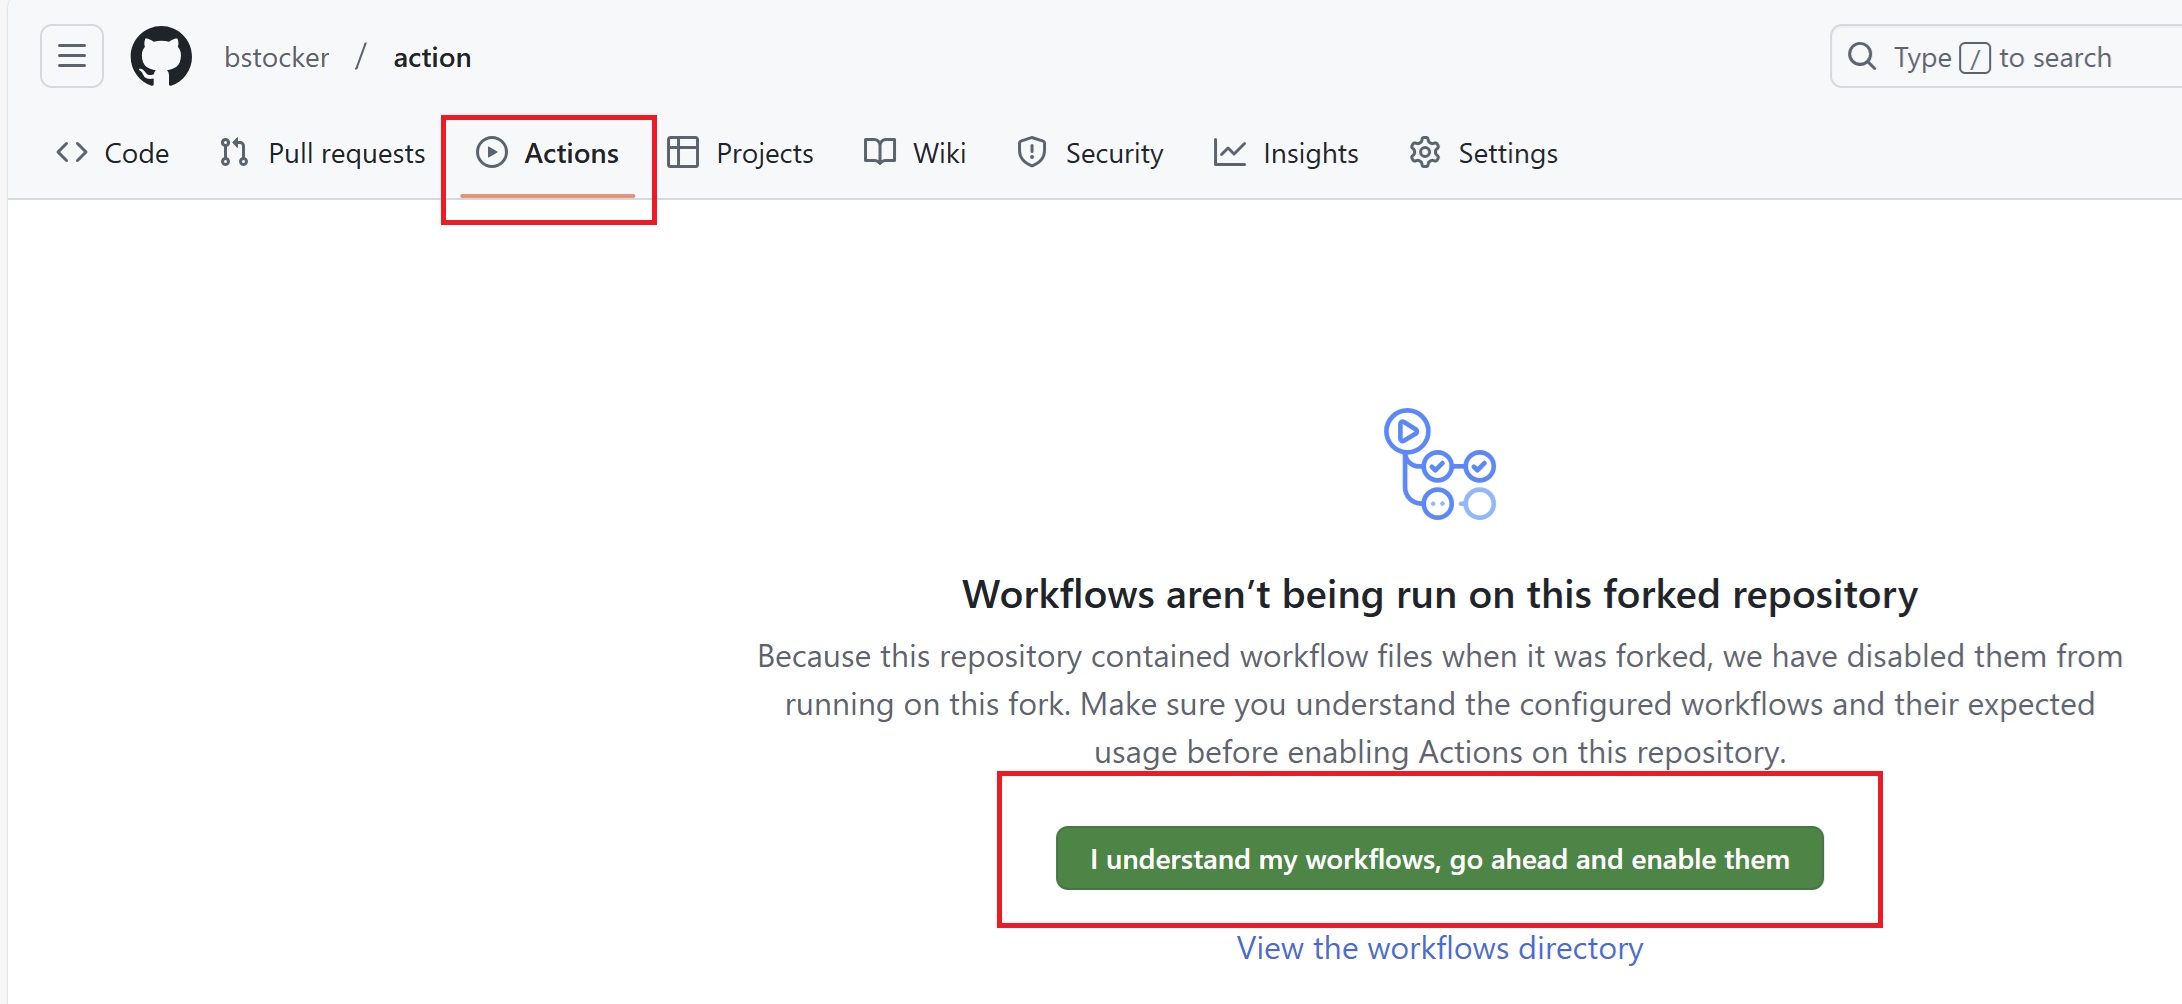 bstocker / action
Type / to search
Code Pull requests Actions Projects Wiki Security Insights Settings
Workflows aren’t being run on this forked repository
Because this repository contained workflow files when it was forked, we have disabled them from
running on this fork. Make sure you understand the configured workflows and their expected
usage before enabling Actions on this repository.
I understand my workflows, go ahead and enable them
View the workflows directory